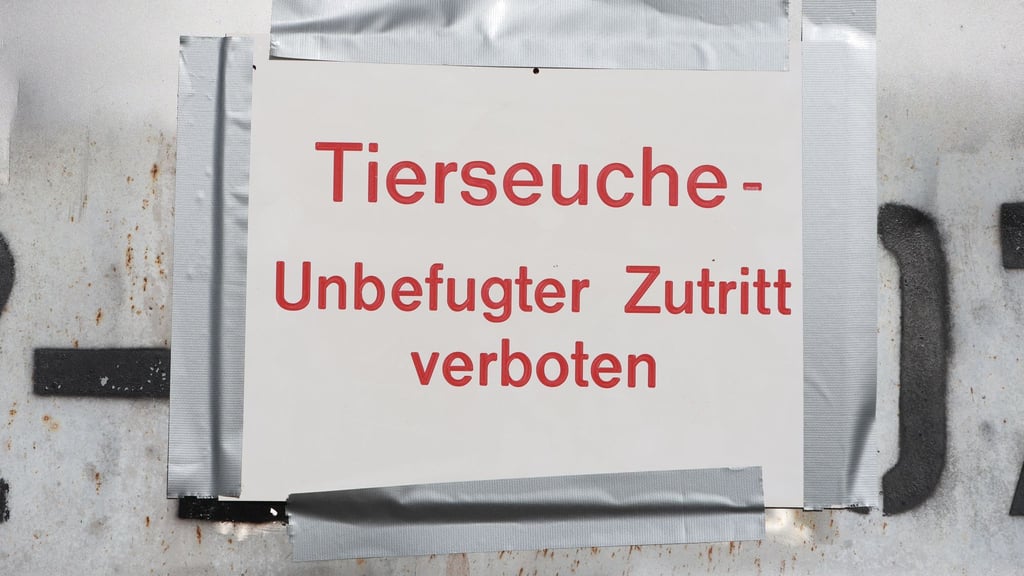 Tierseuche-
Unbefugter Zutritt
verboten